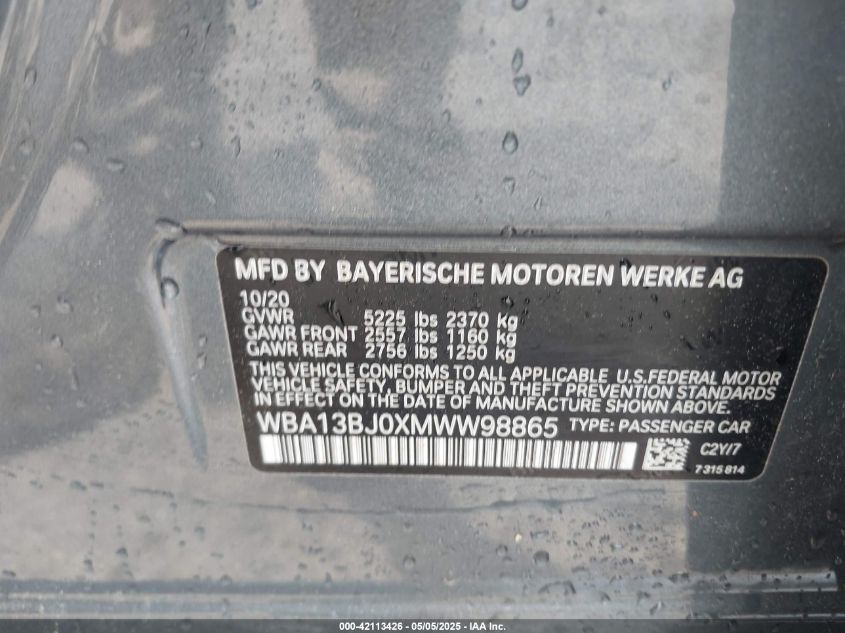 MFD BY BAYERISCHE MOTOREN WERKE AG
10/20
GVWR 5225 lbs 2370 kg
GAWR FRONT 2557 lbs 1160 kg
GAWR REAR 2756 lbs 1250 kg
THIS VEHICLE CONFORMS TO ALL APPLICABLE U.S.FEDERAL MOTOR
VEHICLE SAFETY, BUMPER AND THEFT PREVENTION STANDARDS
IN EFFECT ON THE DATE OF MANUFACTURE SHOWN ABOVE.
WBA13BJ0XMWW98865 TYPE: PASSENGER CAR
C2Y/7
7315814
000-42113426 - 05/05/2025 - IAA Inc.